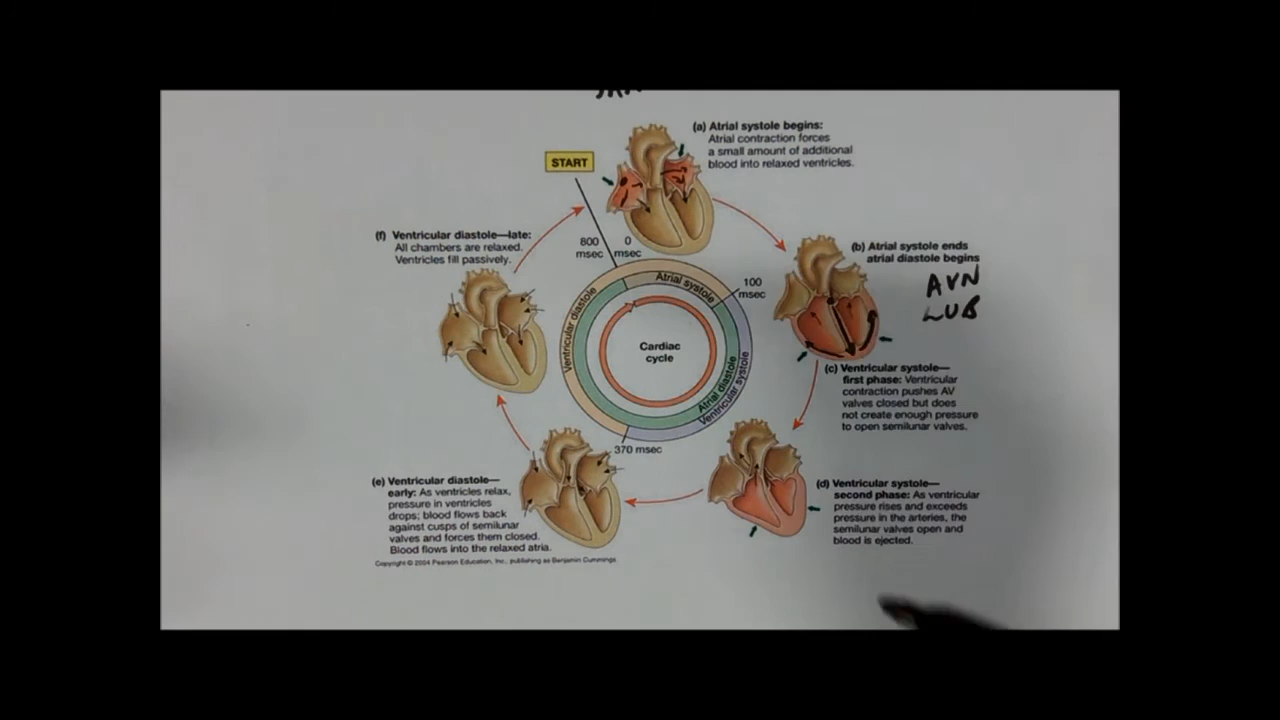 START
(a) Atrial systole begins:
Atrial contraction forces
a small amount of additional
blood into relaxed ventricles.
(b) Atrial systole ends
atrial diastole begins
AVN
LUB
(c) Ventricular systole—
first phase: Ventricular
contraction pushes AV
valves closed but does
not create enough pressure
to open semilunar valves.
(d) Ventricular systole—
second phase: As ventricular
pressure rises and exceeds
pressure in the arteries, the
semilunar valves open and
blood is ejected.
(e) Ventricular diastole—
early: As ventricles relax,
pressure in ventricles
drops; blood flows back
against cusps of semilunar
valves and forces them closed.
Blood flows into the relaxed atria.
(f) Ventricular diastole—late:
All chambers are relaxed.
Ventricles fill passively.
800
msec
0
msec
100
msec
370 msec
Atrial systole
Ventricular diastole
Atrial diastole
Ventricular systole
Cardiac
cycle
Copyright © 2004 Pearson Education, Inc., publishing as Benjamin Cummings